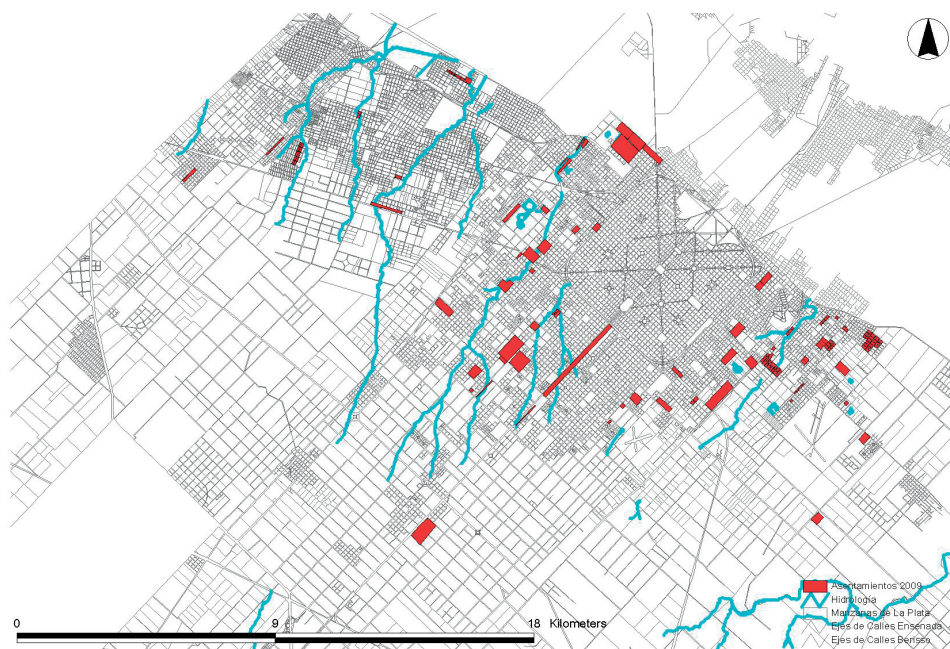 Asentamientos 2009
Hidrología
Manzanas de La Plata
Ejes de Calles Ensenada
Ejes de Calles Berisso
0 9 18 Kilometers